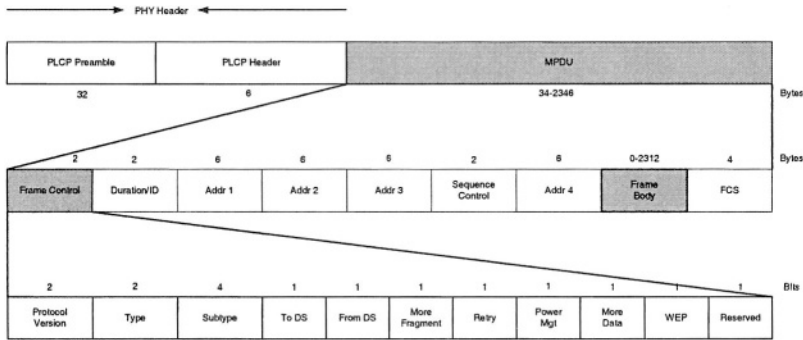 PHY Header
PLCP Preamble PLCP Header MPDU
32 6 34-2346 Bytes
2 2 6 6 6 2 6 0-2312 4 Bytes
Frame Control Duration/ID Addr 1 Addr 2 Addr 3 Sequence Control Addr 4 Frame Body FCS
2 2 4 1 1 1 1 1 1 1 1 Bits
Protocol Version Type Subtype To DS From DS More Fragment Retry Power Mgt More Data WEP Reserved